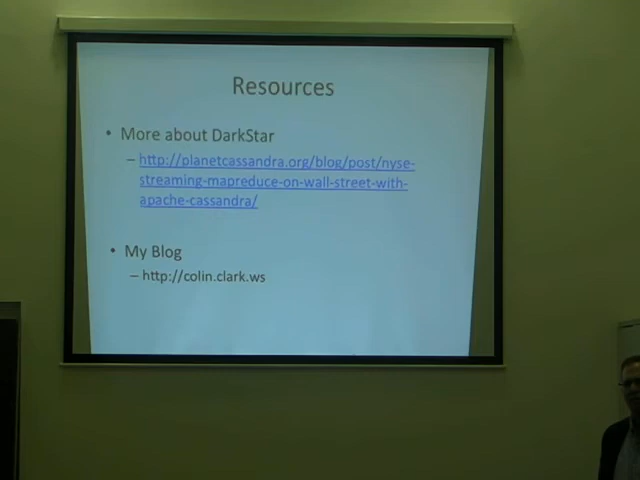 Resources
• More about DarkStar
– http://planetcassandra.org/blog/post/nyse-
streaming-mapreduce-on-wall-street-with-
apache-cassandra/
• My Blog
– http://colin.clark.ws